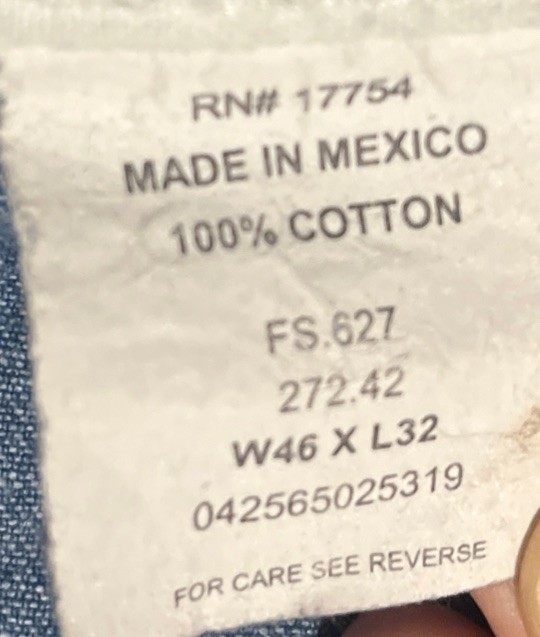 RN# 17754
MADE IN MEXICO
100% COTTON
FS.627
272.42
W46 X L32
042565025319
FOR CARE SEE REVERSE